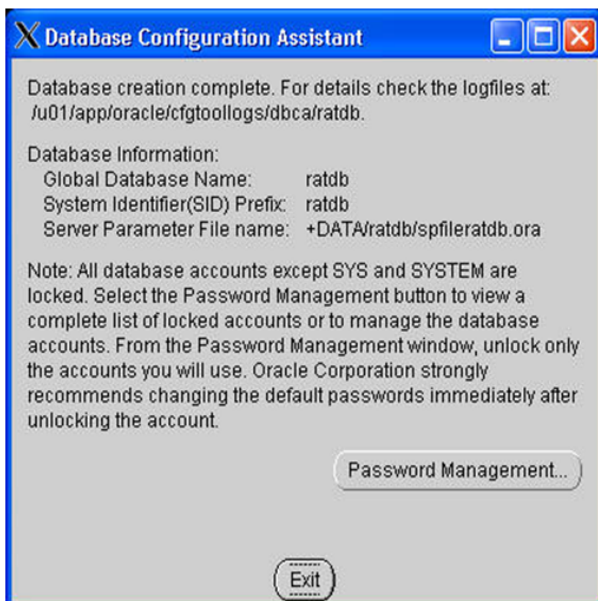 Database Configuration Assistant
Database creation complete. For details check the logfiles at:
/u01/app/oracle/cfgtoollogs/dbca/ratdb.
Database Information:
Global Database Name: ratdb
System Identifier(SID) Prefix: ratdb
Server Parameter File name: +DATA/ratdb/spfileratdb.ora
Note: All database accounts except SYS and SYSTEM are
locked. Select the Password Management button to view a
complete list of locked accounts or to manage the database
accounts. From the Password Management window, unlock only
the accounts you will use. Oracle Corporation strongly
recommends changing the default passwords immediately after
unlocking the account.
Password Management...
Exit